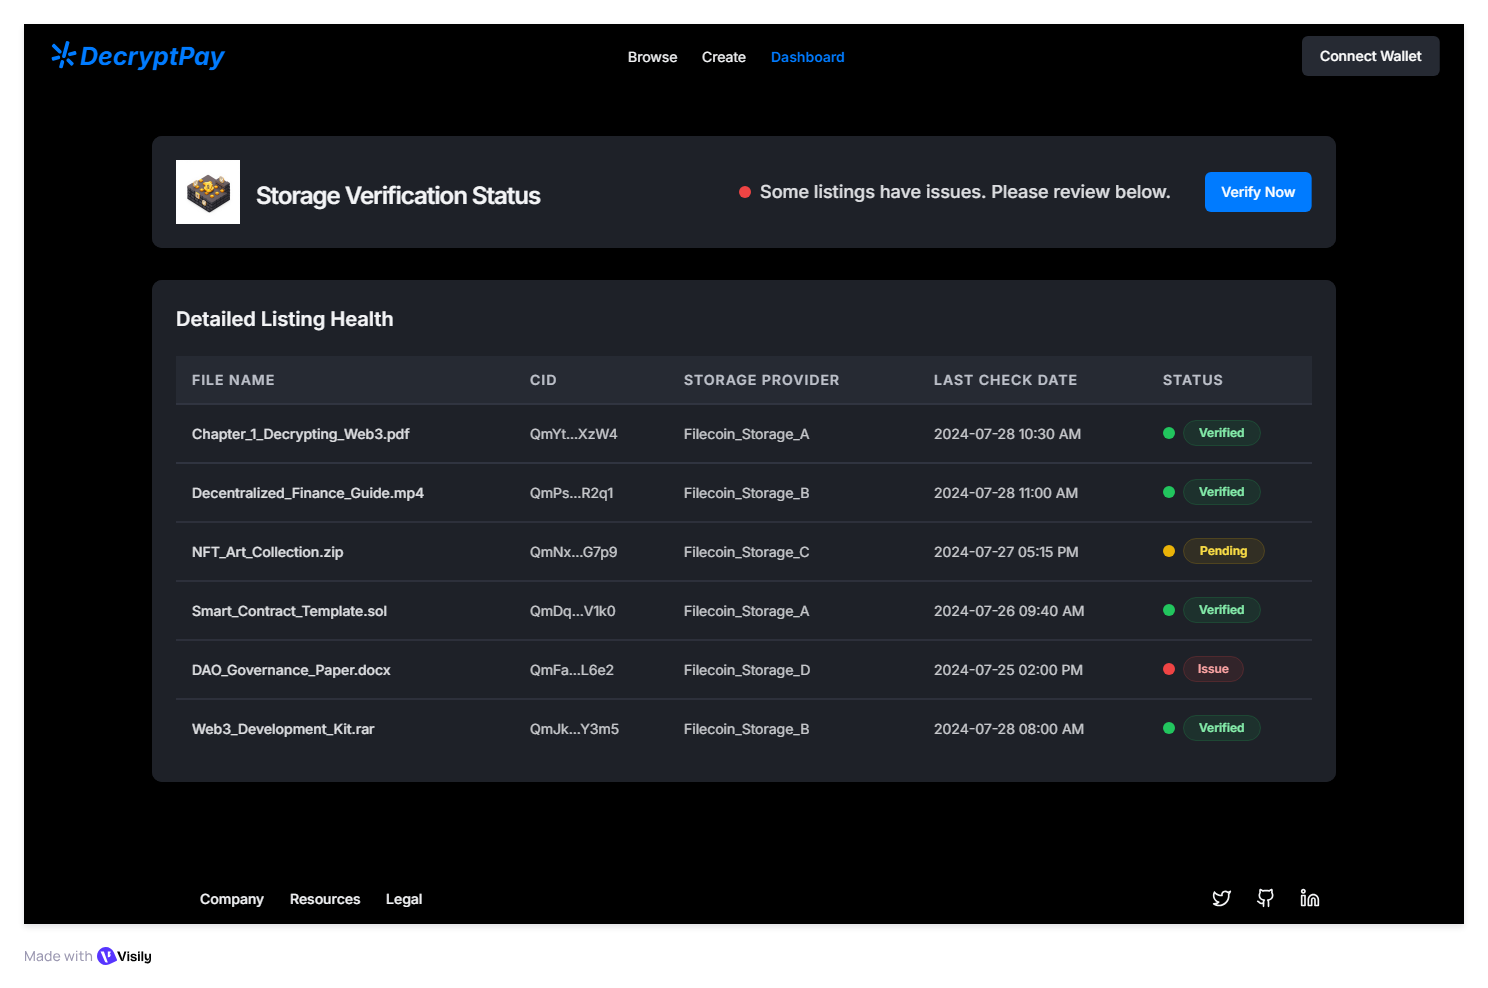 DecryptPay
Browse Create Dashboard
Connect Wallet
Storage Verification Status
Some listings have issues. Please review below.
Verify Now
Detailed Listing Health
FILE NAME CID STORAGE PROVIDER LAST CHECK DATE STATUS
Chapter_1_Decrypting_Web3.pdf QmYt...XzW4 Filecoin_Storage_A 2024-07-28 10:30 AM Verified
Decentralized_Finance_Guide.mp4 QmPs...R2q1 Filecoin_Storage_B 2024-07-28 11:00 AM Verified
NFT_Art_Collection.zip QmNx...G7p9 Filecoin_Storage_C 2024-07-27 05:15 PM Pending
Smart_Contract_Template.sol QmDq...V1k0 Filecoin_Storage_A 2024-07-26 09:40 AM Verified
DAO_Governance_Paper.docx QmFa...L6e2 Filecoin_Storage_D 2024-07-25 02:00 PM Issue
Web3_Development_Kit.rar QmJk...Y3m5 Filecoin_Storage_B 2024-07-28 08:00 AM Verified
Company Resources Legal
Made with Visily